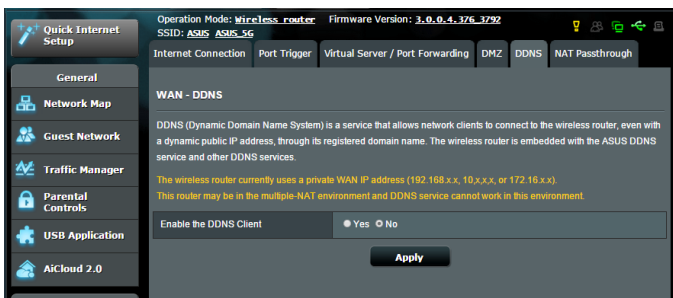 Quick Internet
Setup
Operation Mode: Wireless router Firmware Version: 3.0.0.4.376_3792
SSID: ASUS ASUS_5G
Internet Connection Port Trigger Virtual Server / Port Forwarding DMZ DDNS NAT Passthrough
General
Network Map
Guest Network
Traffic Manager
Parental
Controls
USB Application
AiCloud 2.0
WAN - DDNS
DDNS (Dynamic Domain Name System) is a service that allows network clients to connect to the wireless router, even with
a dynamic public IP address, through its registered domain name. The wireless router is embedded with the ASUS DDNS
service and other DDNS services.
The wireless router currently uses a private WAN IP address (192.168.x.x, 10,x,x,x, or 172.16.x.x).
This router may be in the multiple-NAT environment and DDNS service cannot work in this environment.
Enable the DDNS Client Yes No
Apply